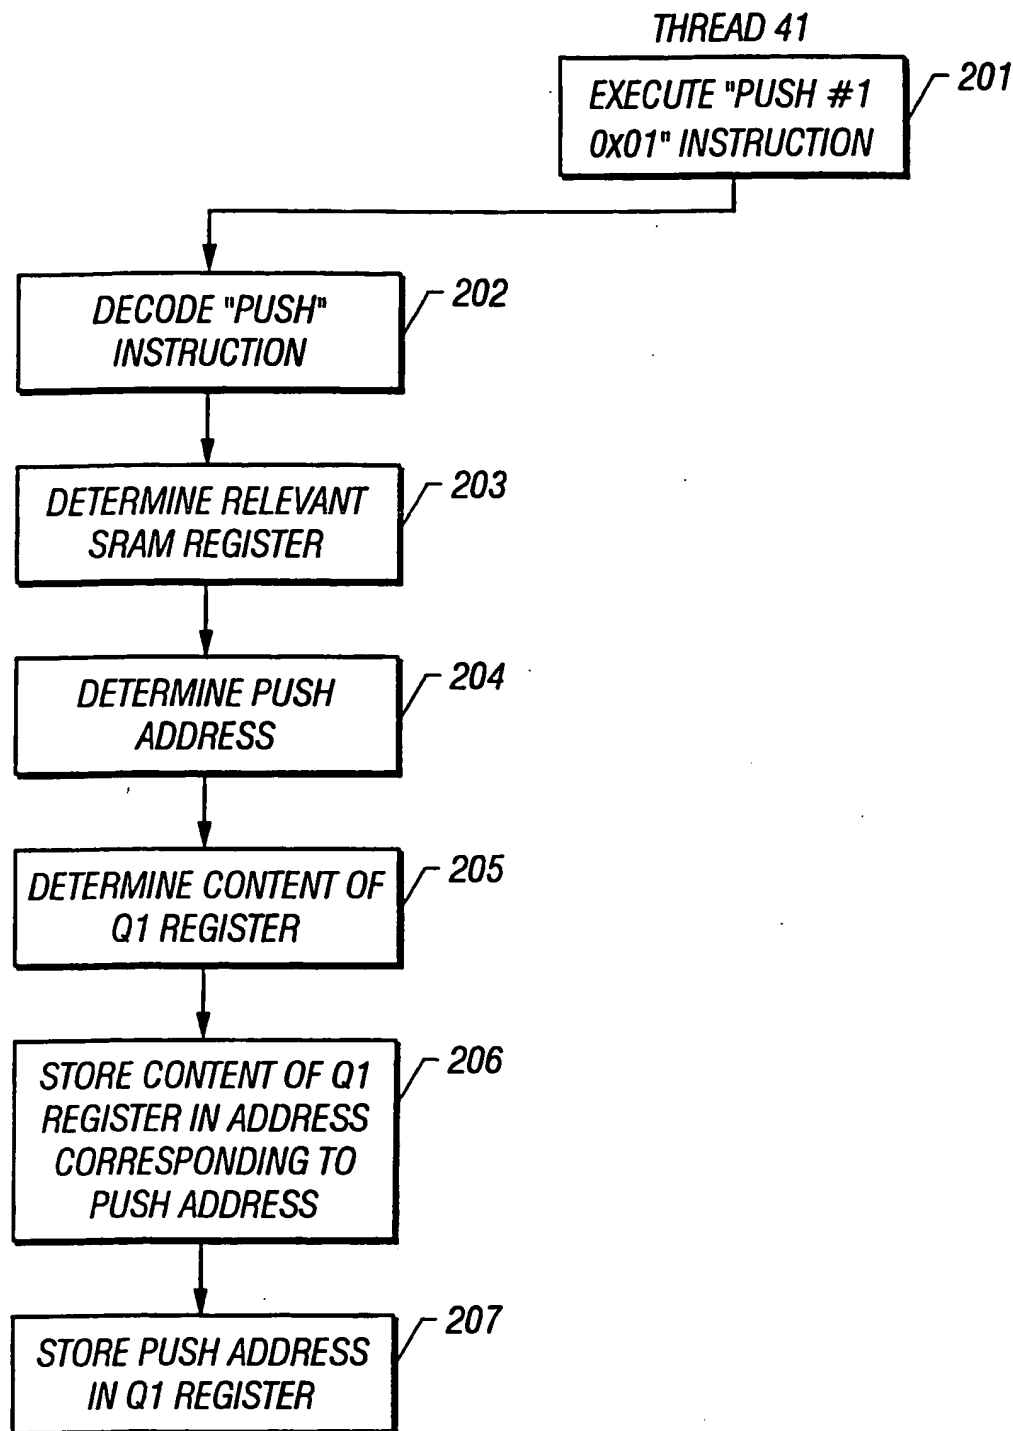 THREAD 41
EXECUTE "PUSH #1
0x01" INSTRUCTION
201
DECODE "PUSH"
INSTRUCTION
202
DETERMINE RELEVANT
SRAM REGISTER
203
DETERMINE PUSH
ADDRESS
204
DETERMINE CONTENT OF
Q1 REGISTER
205
STORE CONTENT OF Q1
REGISTER IN ADDRESS
CORRESPONDING TO
PUSH ADDRESS
206
STORE PUSH ADDRESS
IN Q1 REGISTER
207